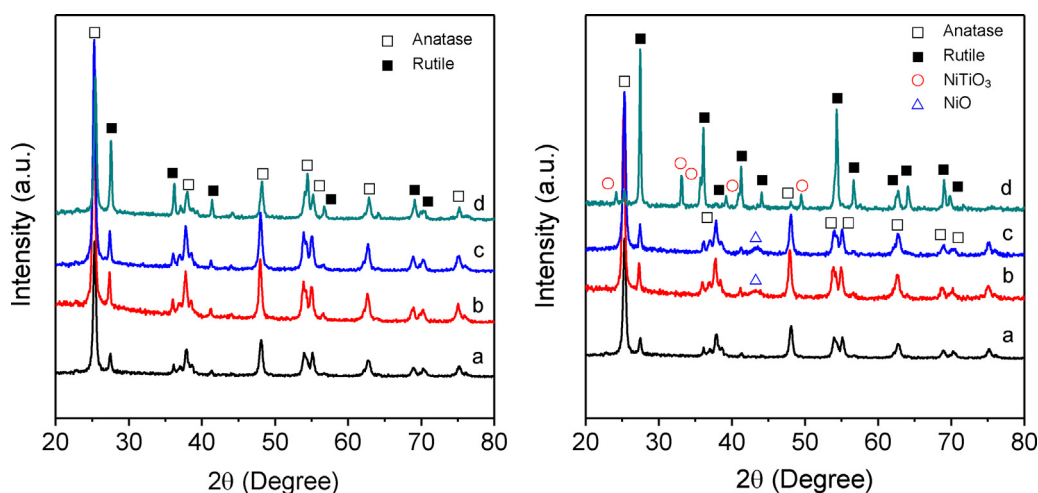 □ Anatase
■ Rutile
d
c
b
a
Intensity (a.u.)
20 30 40 50 60 70 80
2θ (Degree)
□ Anatase
■ Rutile
○ NiTiO₃
△ NiO
d
c
b
a
Intensity (a.u.)
20 30 40 50 60 70 80
2θ (Degree)